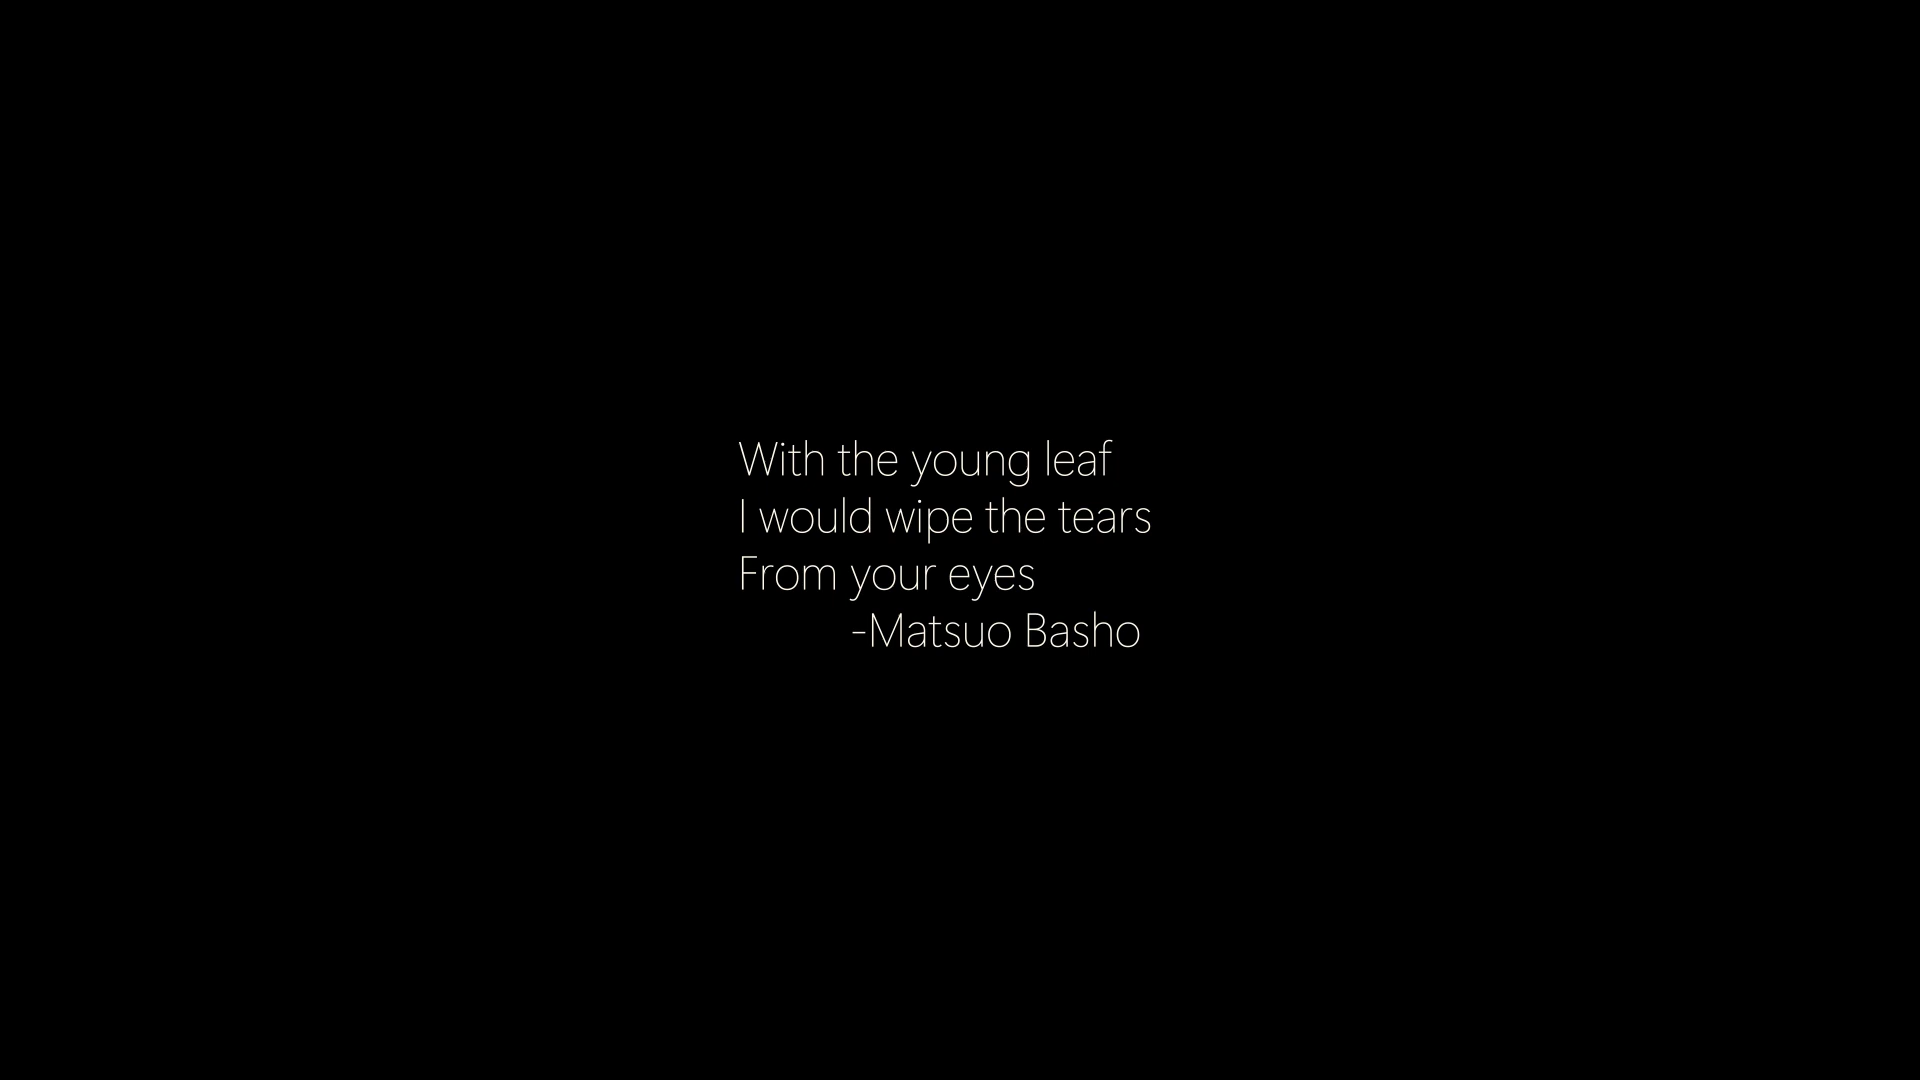 With the young leaf
I would wipe the tears
From your eyes
-Matsuo Basho